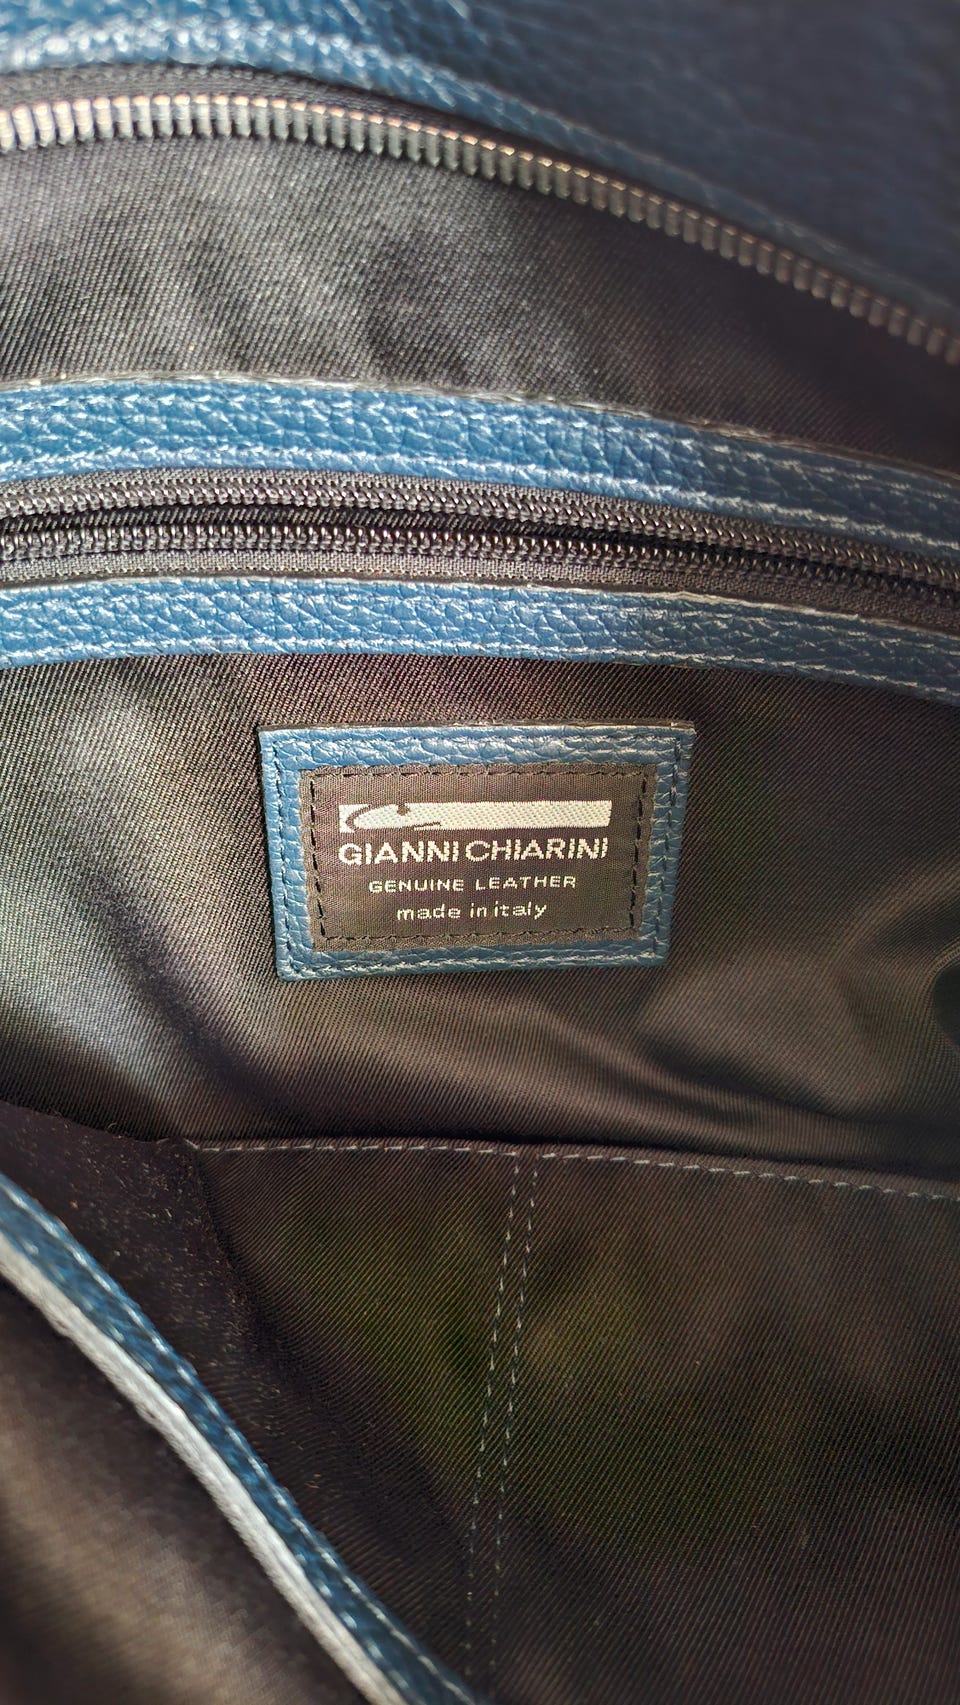 GIANNI CHIARINI
GENUINE LEATHER
made in italy